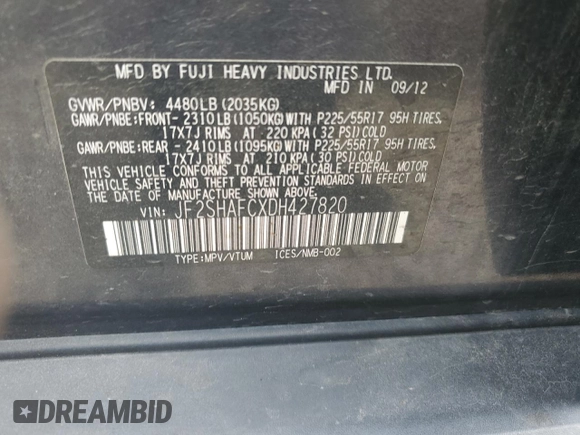 MFD BY FUJI HEAVY INDUSTRIES LTD.
MFD IN 09/12
GVWR/PNBV: 4480LB (2035KG)
GAWR/PNBE: FRONT- 2310LB (1050KG) WITH P225/55R17 95H TIRES,
17X7J RIMS AT 220 KPA (32 PSI) COLD
GAWR/PNBE: REAR - 2410LB (1095KG) WITH P225/55R17 95H TIRES,
17X7J RIMS AT 210 KPA (30 PSI) COLD
THIS VEHICLE CONFORMS TO ALL APPLICABLE FEDERAL MOTOR
VEHICLE SAFETY AND THEFT PREVENTION STANDARDS IN EFFECT ON
THE DATE OF MANUFACTURE SHOWN ABOVE.
VIN: JF2SHAFCXDH427820
TYPE:MPV/VTUM ICES/NMB-002
DREAMBID